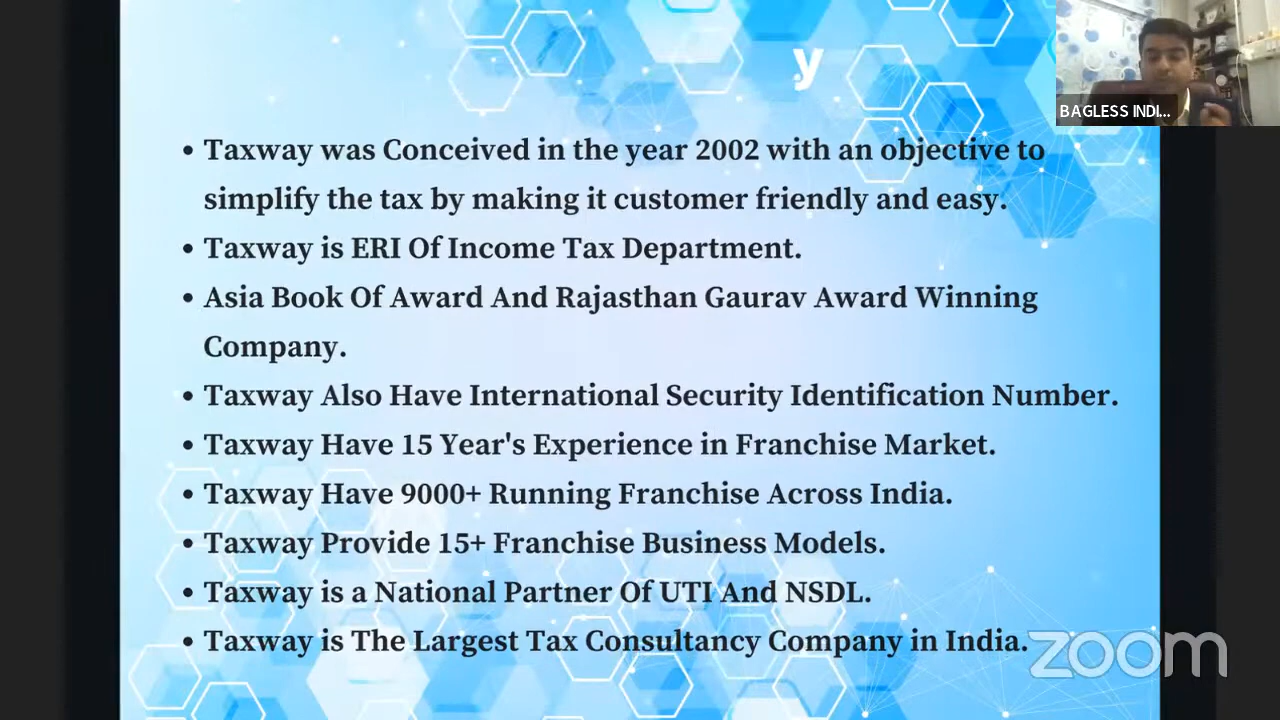 y
BAGLESS INDI...
• Taxway was Conceived in the year 2002 with an objective to
simplify the tax by making it customer friendly and easy.
• Taxway is ERI Of Income Tax Department.
• Asia Book Of Award And Rajasthan Gaurav Award Winning
Company.
• Taxway Also Have International Security Identification Number.
• Taxway Have 15 Year's Experience in Franchise Market.
• Taxway Have 9000+ Running Franchise Across India.
• Taxway Provide 15+ Franchise Business Models.
• Taxway is a National Partner Of UTI And NSDL.
• Taxway is The Largest Tax Consultancy Company in India.
zoom